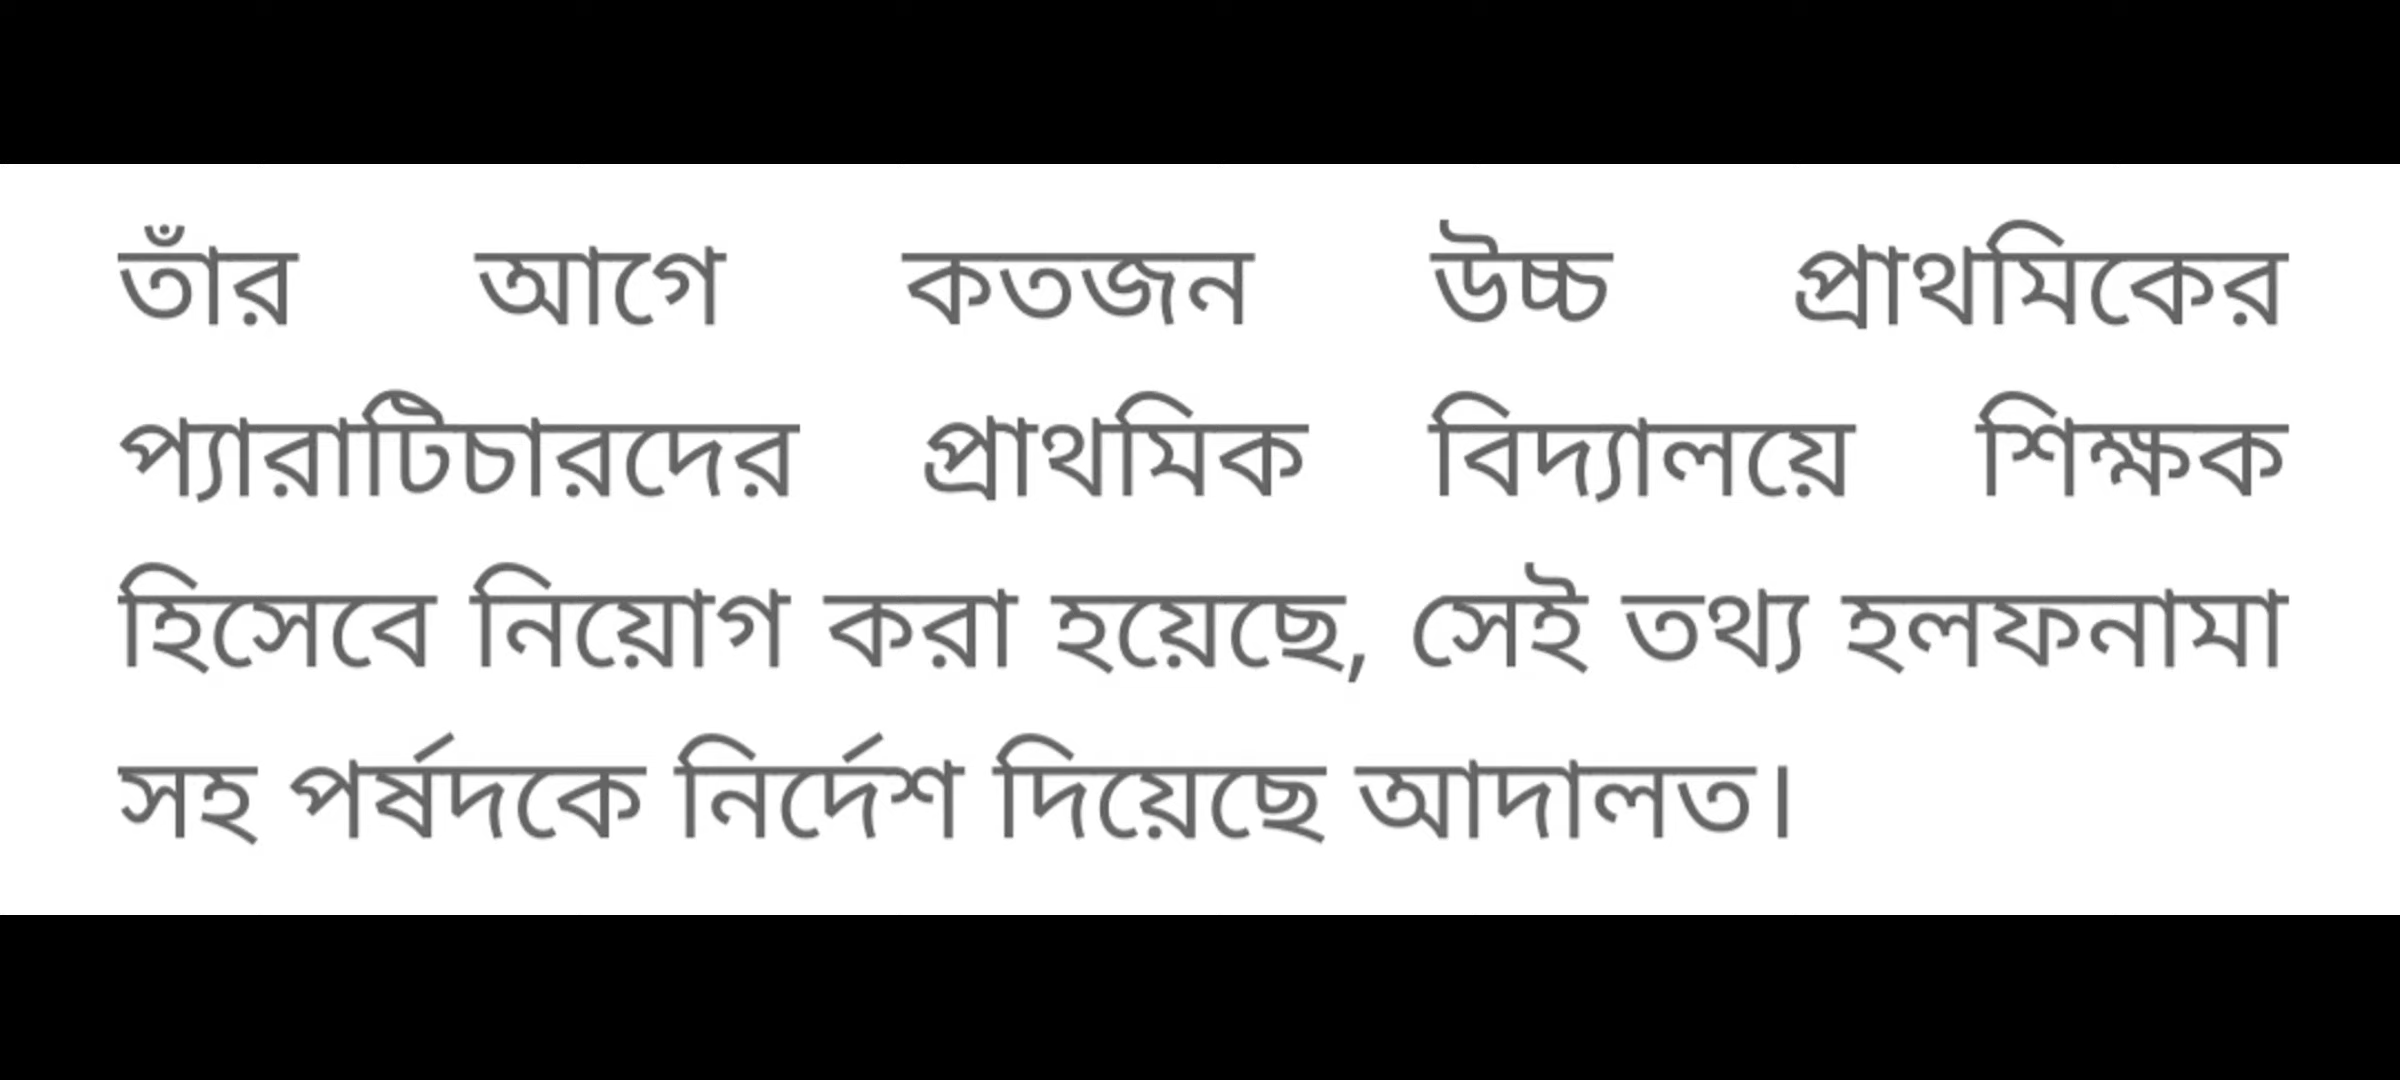 তাঁর আগে কতজন উচ্চ প্রাথমিকের
প্যারাটিচারদের প্রাথমিক বিদ্যালয়ে শিক্ষক
হিসেবে নিয়োগ করা হয়েছে, সেই তথ্য হলফনামা
সহ পর্ষদকে নির্দেশ দিয়েছে আদালত।